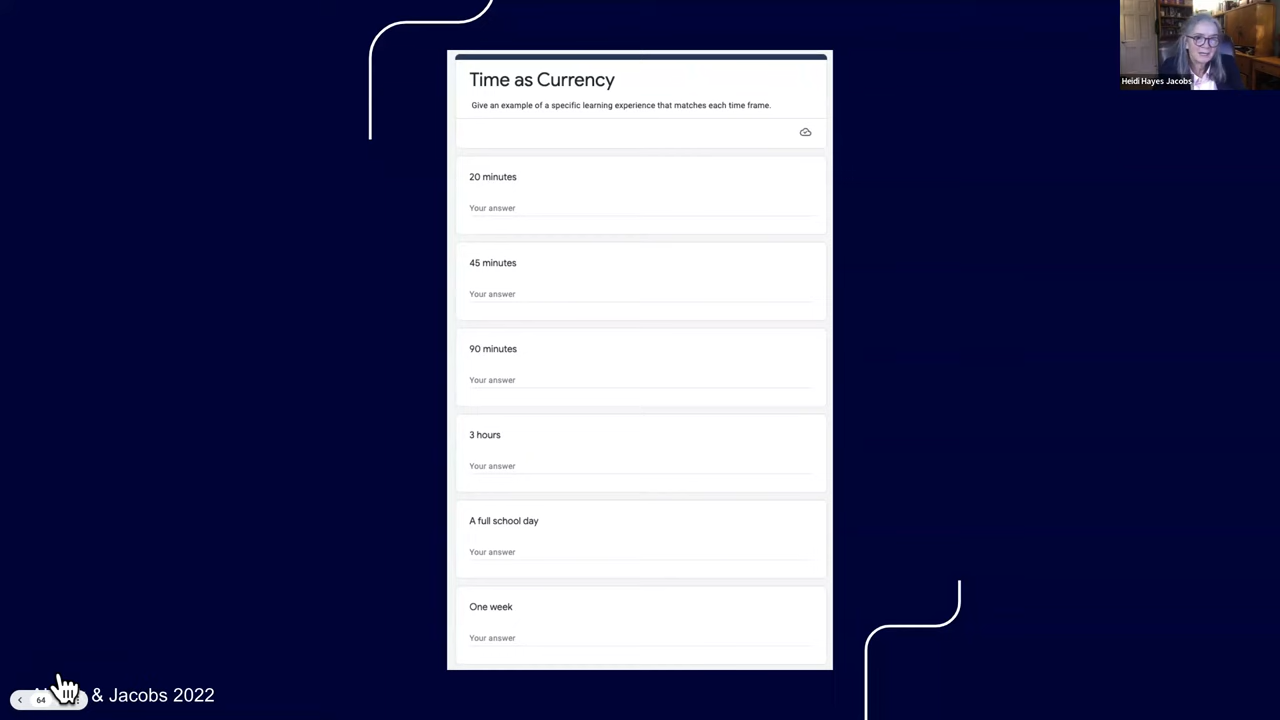 Time as Currency
Give an example of a specific learning experience that matches each time frame.
Heidi Hayes Jacobs
20 minutes
Your answer
45 minutes
Your answer
90 minutes
Your answer
3 hours
Your answer
A full school day
Your answer
One week
Your answer
64
& Jacobs 2022